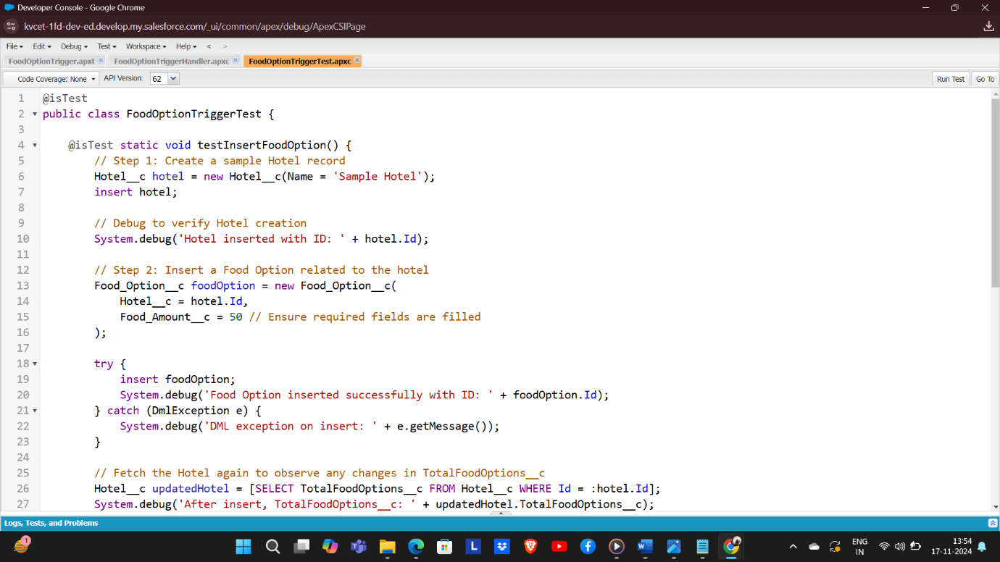 Developer Console - Google Chrome
kvcet-1fd-dev-ed.develop.my.salesforce.com/_ui/common/apex/debug/ApexCSIPage
File Edit Debug Test Workspace Help < >
FoodOptionTrigger.apxt FoodOptionTriggerHandler.apxc FoodOptionTriggerTest.apxc
Code Coverage: None API Version: 62 Run Test Go To
1 @isTest
2 public class FoodOptionTriggerTest {
3
4 @isTest static void testInsertFoodOption() {
5 // Step 1: Create a sample Hotel record
6 Hotel__c hotel = new Hotel__c(Name = 'Sample Hotel');
7 insert hotel;
8
9 // Debug to verify Hotel creation
10 System.debug('Hotel inserted with ID: ' + hotel.Id);
11
12 // Step 2: Insert a Food Option related to the hotel
13 Food_Option__c foodOption = new Food_Option__c(
14 Hotel__c = hotel.Id,
15 Food_Amount__c = 50 // Ensure required fields are filled
16 );
17
18 try {
19 insert foodOption;
20 System.debug('Food Option inserted successfully with ID: ' + foodOption.Id);
21 } catch (DmlException e) {
22 System.debug('DML exception on insert: ' + e.getMessage());
23 }
24
25 // Fetch the Hotel again to observe any changes in TotalFoodOptions__c
26 Hotel__c updatedHotel = [SELECT TotalFoodOptions__c FROM Hotel__c WHERE Id = :hotel.Id];
27 System.debug('After insert, TotalFoodOptions__c: ' + updatedHotel.TotalFoodOptions__c);
Logs, Tests, and Problems
1
L
W
ENG
IN
13:54
17-11-2024